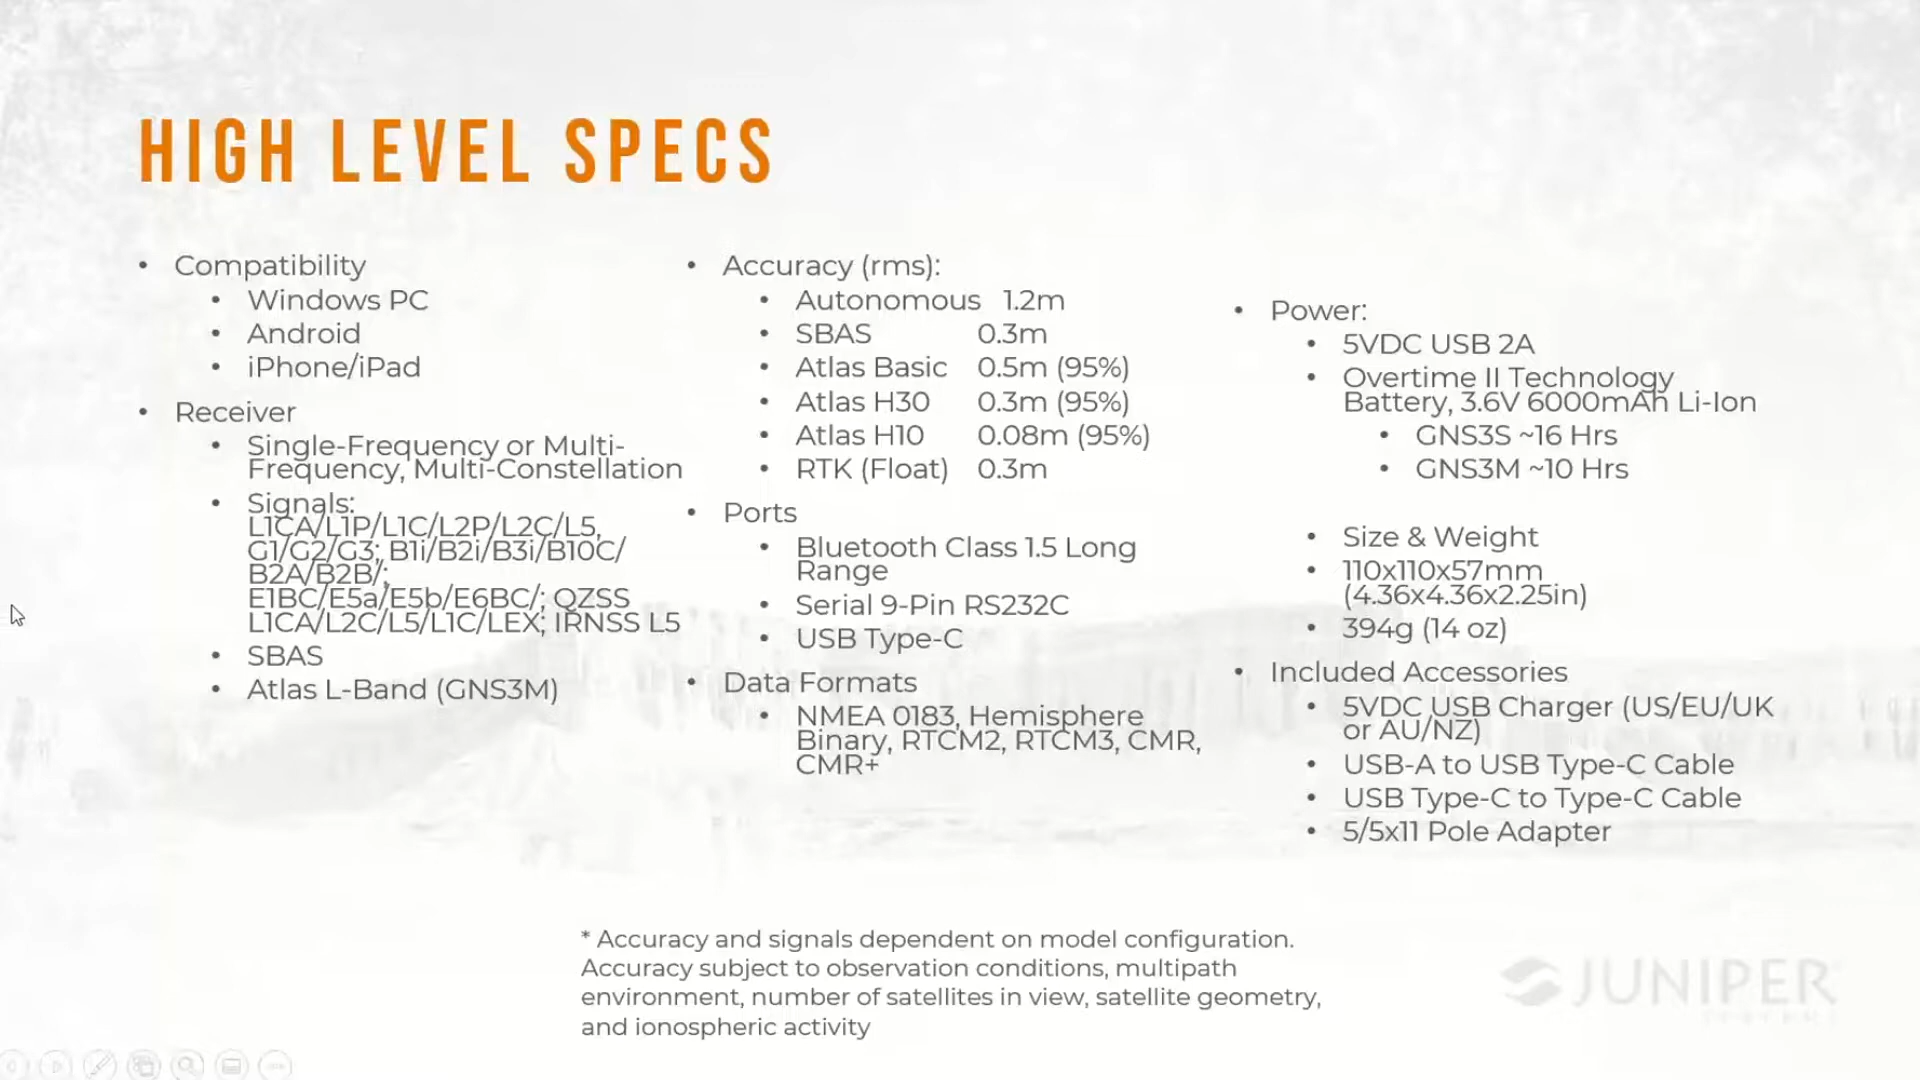 HIGH LEVEL SPECS
• Compatibility
• Windows PC
• Android
• iPhone/iPad
• Receiver
• Single-Frequency or Multi-
Frequency, Multi-Constellation
• Signals:
L1CA/L1P/L1C/L2P/L2C/L5,
G1/G2/G3; B1i/B2i/B3i/B10C/
B2A/B2B/;
E1BC/E5a/E5b/E6BC/; QZSS
L1CA/L2C/L5/L1C/LEX; IRNSS L5
• SBAS
• Atlas L-Band (GNS3M)
• Accuracy (rms):
• Autonomous 1.2m
• SBAS 0.3m
• Atlas Basic 0.5m (95%)
• Atlas H30 0.3m (95%)
• Atlas H10 0.08m (95%)
• RTK (Float) 0.3m
• Ports
• Bluetooth Class 1.5 Long
Range
• Serial 9-Pin RS232C
• USB Type-C
• Data Formats
• NMEA 0183, Hemisphere
Binary, RTCM2, RTCM3, CMR,
CMR+
• Power:
• 5VDC USB 2A
• Overtime II Technology
Battery, 3.6V 6000mAh Li-Ion
• GNS3S ~16 Hrs
• GNS3M ~10 Hrs
• Size & Weight
• 110x110x57mm
(4.36x4.36x2.25in)
• 394g (14 oz)
• Included Accessories
• 5VDC USB Charger (US/EU/UK
or AU/NZ)
• USB-A to USB Type-C Cable
• USB Type-C to Type-C Cable
• 5/5x11 Pole Adapter
* Accuracy and signals dependent on model configuration.
Accuracy subject to observation conditions, multipath
environment, number of satellites in view, satellite geometry,
and ionospheric activity
JUNIPER